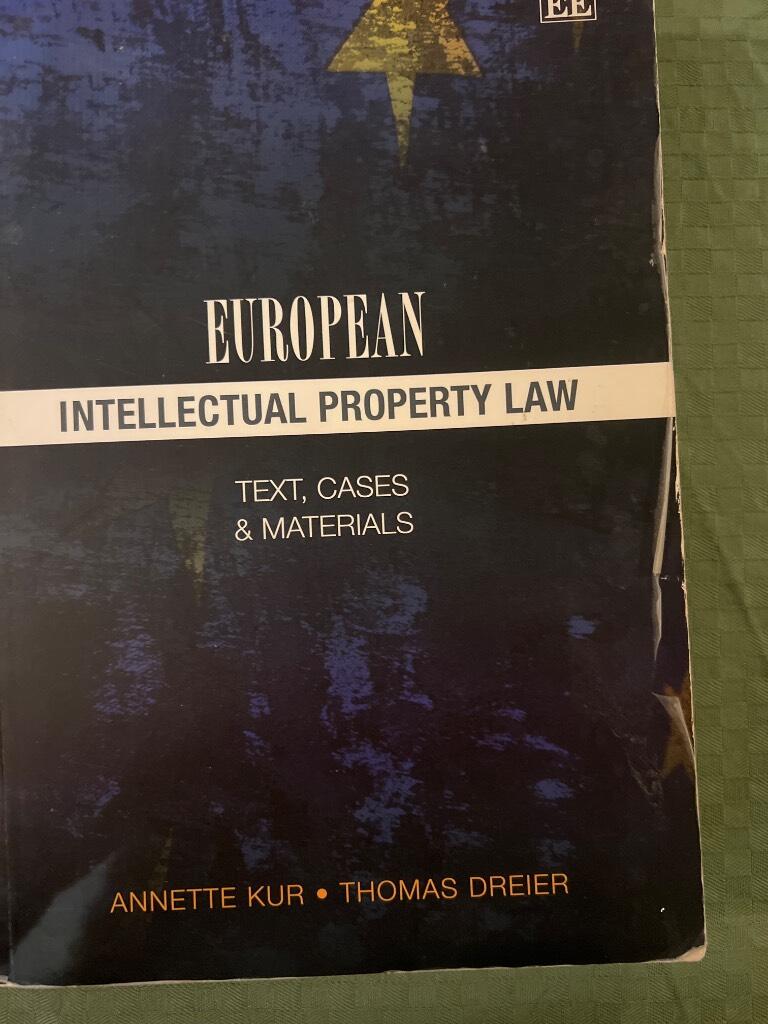 EE
EUROPEAN
INTELLECTUAL PROPERTY LAW
TEXT, CASES
& MATERIALS
ANNETTE KUR • THOMAS DREIER